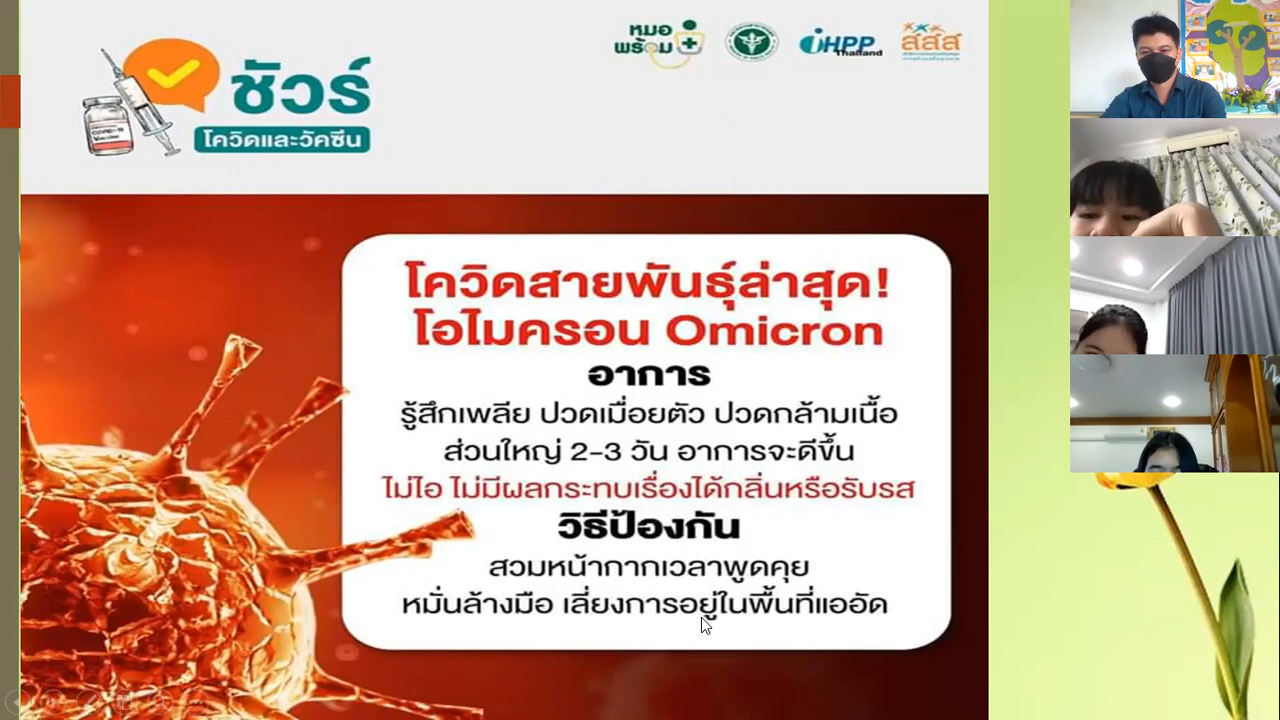 หมอ
พร้อม
iHPP
Thailand
สสส
ชัวร์
โควิดและวัคซีน
COVID-19
Vaccine
โควิดสายพันธุ์ล่าสุด!
โอไมครอน Omicron
อาการ
รู้สึกเพลีย ปวดเมื่อยตัว ปวดกล้ามเนื้อ
ส่วนใหญ่ 2-3 วัน อาการจะดีขึ้น
ไม่ไอ ไม่มีผลกระทบเรื่องได้กลิ่นหรือรับรส
วิธีป้องกัน
สวมหน้ากากเวลาพูดคุย
หมั่นล้างมือ เลี่ยงการอยู่ในพื้นที่แออัด